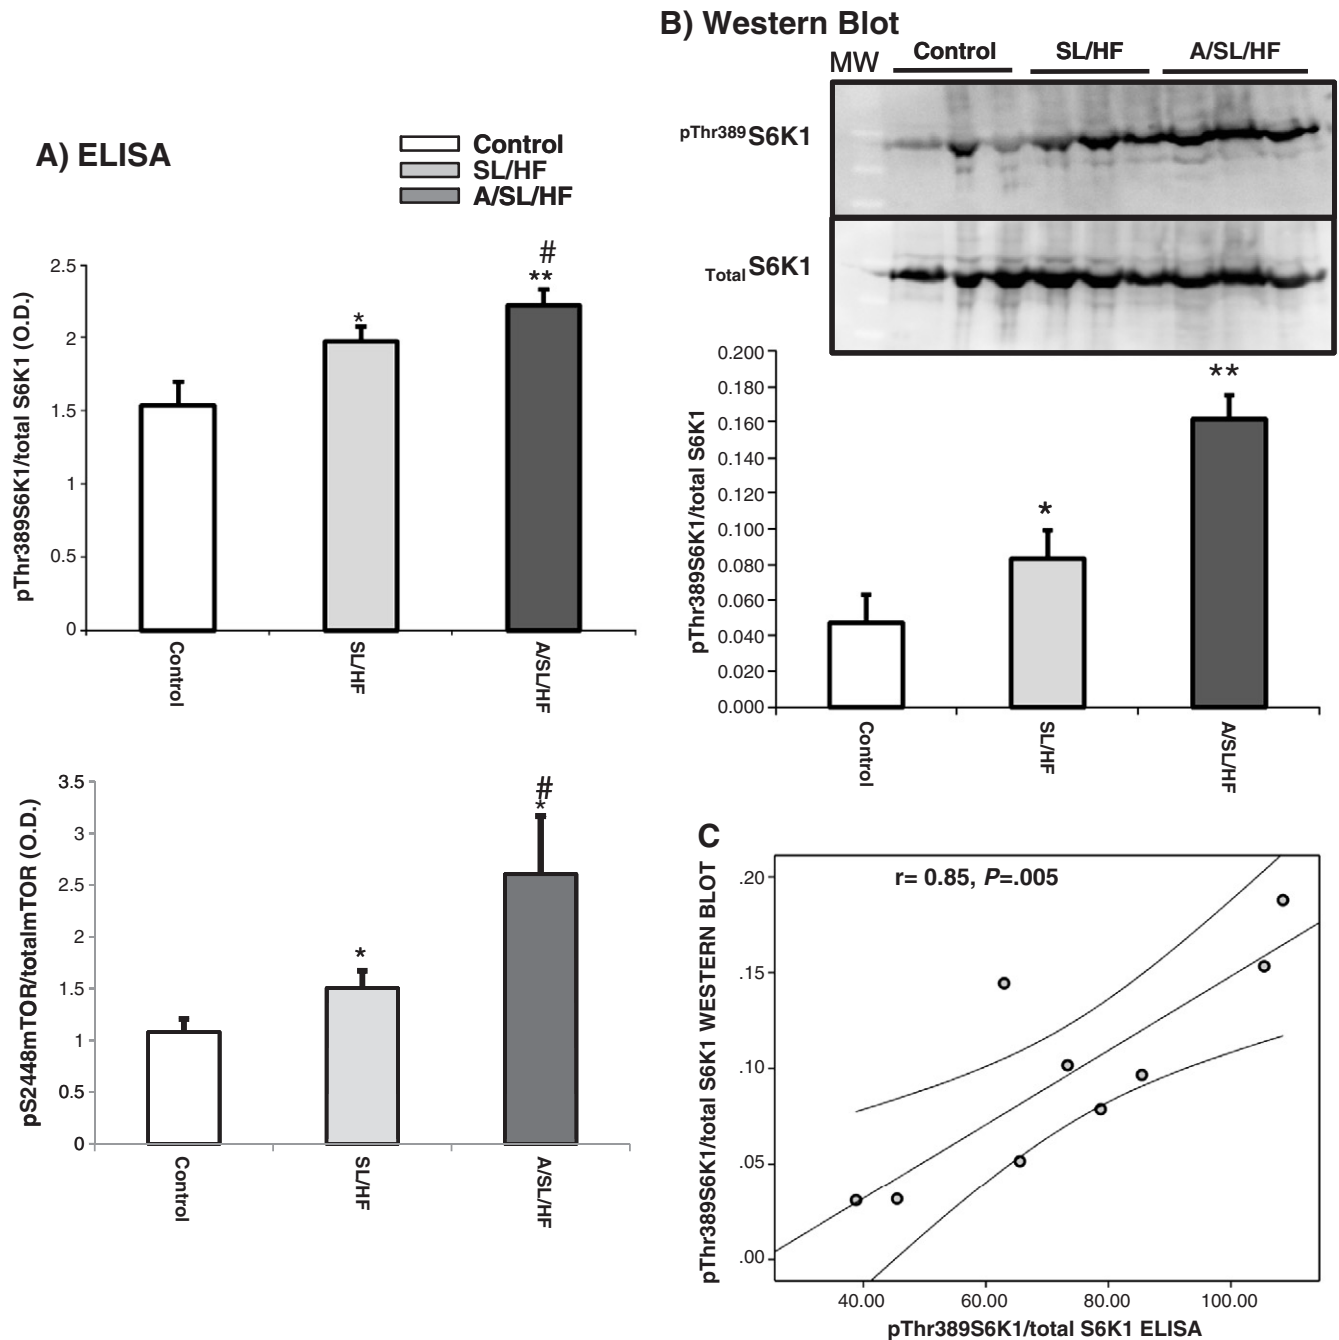 B) Western Blot
MW Control SL/HF A/SL/HF
pThr389S6K1
Total S6K1
A) ELISA
Control
SL/HF
A/SL/HF
pThr389S6K1/total S6K1 (O.D.)
2.5
2
1.5
1
0.5
0
*
#
**
Control
SL/HF
A/SL/HF
pThr389S6K1/total S6K1
0.200
0.180
0.160
0.140
0.120
0.100
0.080
0.060
0.040
0.020
0.000
*
**
Control
SL/HF
A/SL/HF
pS2448mTOR/totalmTOR (O.D.)
3.5
3
2.5
2
1.5
1
0.5
0
*
#
*
Control
SL/HF
A/SL/HF
C
r= 0.85, P=.005
pThr389S6K1/total S6K1 WESTERN BLOT
.20
.15
.10
.05
.00
40.00 60.00 80.00 100.00
pThr389S6K1/total S6K1 ELISA